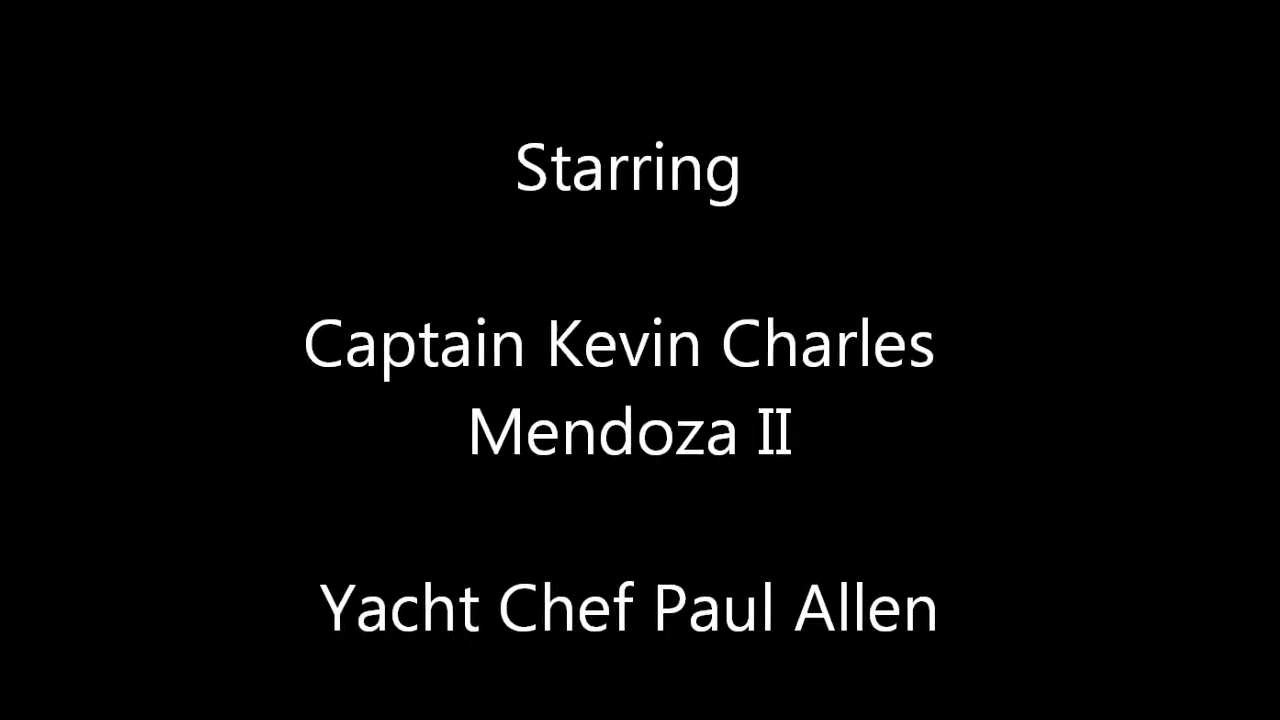 Starring
Captain Kevin Charles
Mendoza II
Yacht Chef Paul Allen